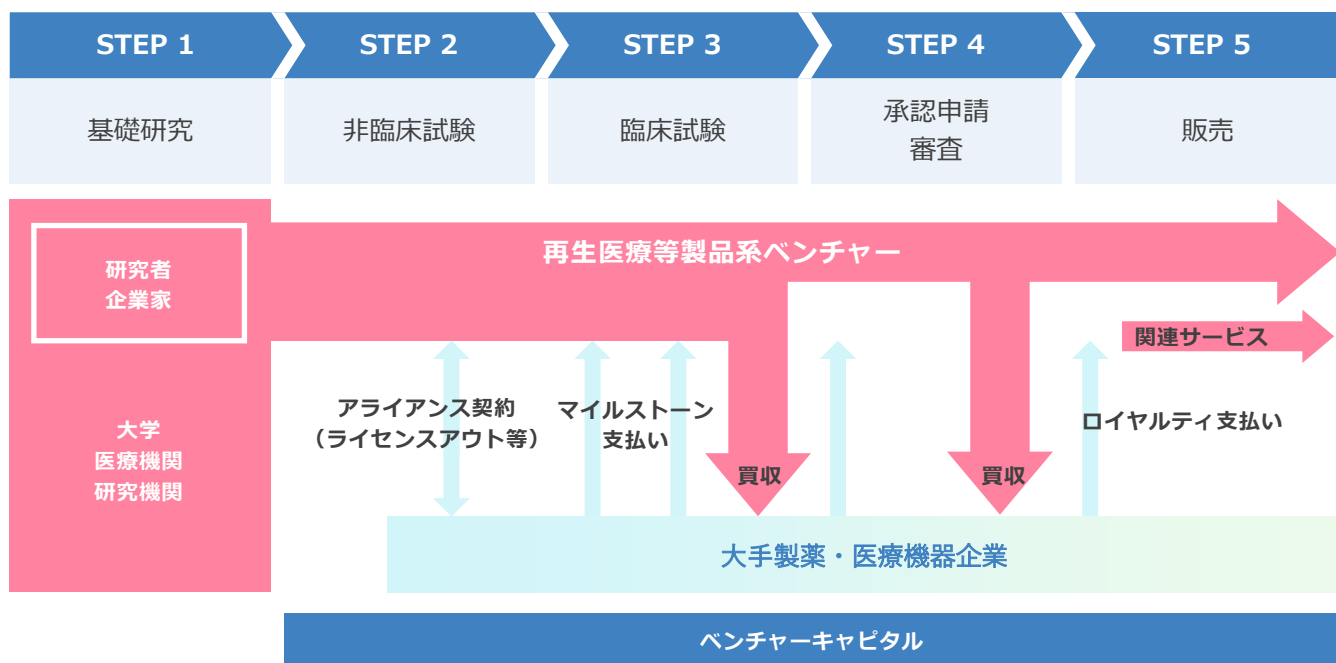 STEP 1
STEP 2
STEP 3
STEP 4
STEP 5
基礎研究
非臨床試験
臨床試験
承認申請
審査
販売
再生医療等製品系ベンチャー
研究者
企業家
関連サービス
アライアンス契約
（ライセンスアウト等）
マイルストーン
支払い
ロイヤルティ支払い
大学
医療機関
研究機関
買収
買収
大手製薬・医療機器企業
ベンチャーキャピタル